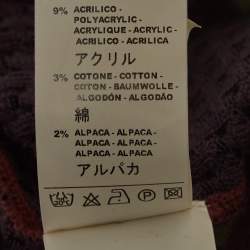 9% ACRILICO -
POLYACRYLIC -
ACRYLIQUE - ACRYLIC -
ACRILICO - ACRILICA
アクリル
3% COTONE - COTTON -
COTON - BAUMWOLLE -
ALGODÓN - ALGODÃO
綿
2% ALPACA - ALPACA -
ALPACA - ALPACA -
ALPACA - ALPACA
アルパカ